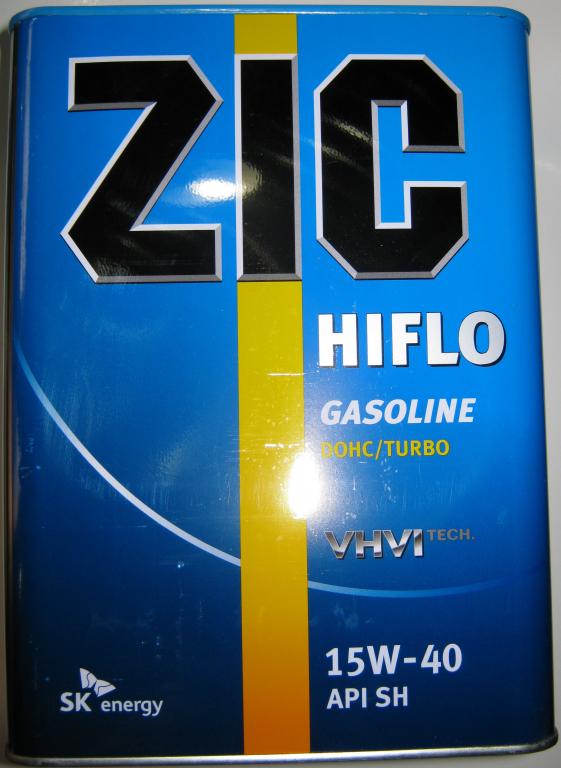 ZIC
HIFLO
GASOLINE
DOHC/TURBO
VHVI TECH.
15W-40
API SH
SK energy